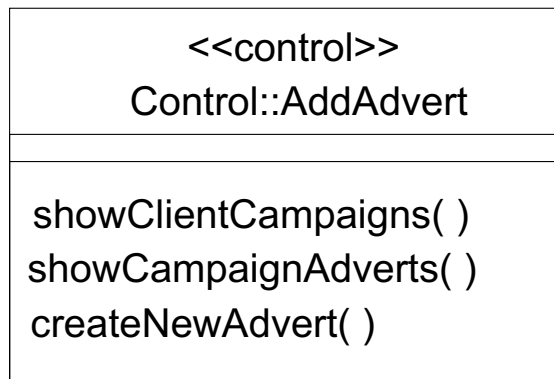 <<control>>
Control::AddAdvert
showClientCampaigns( )
showCampaignAdverts( )
createNewAdvert( )